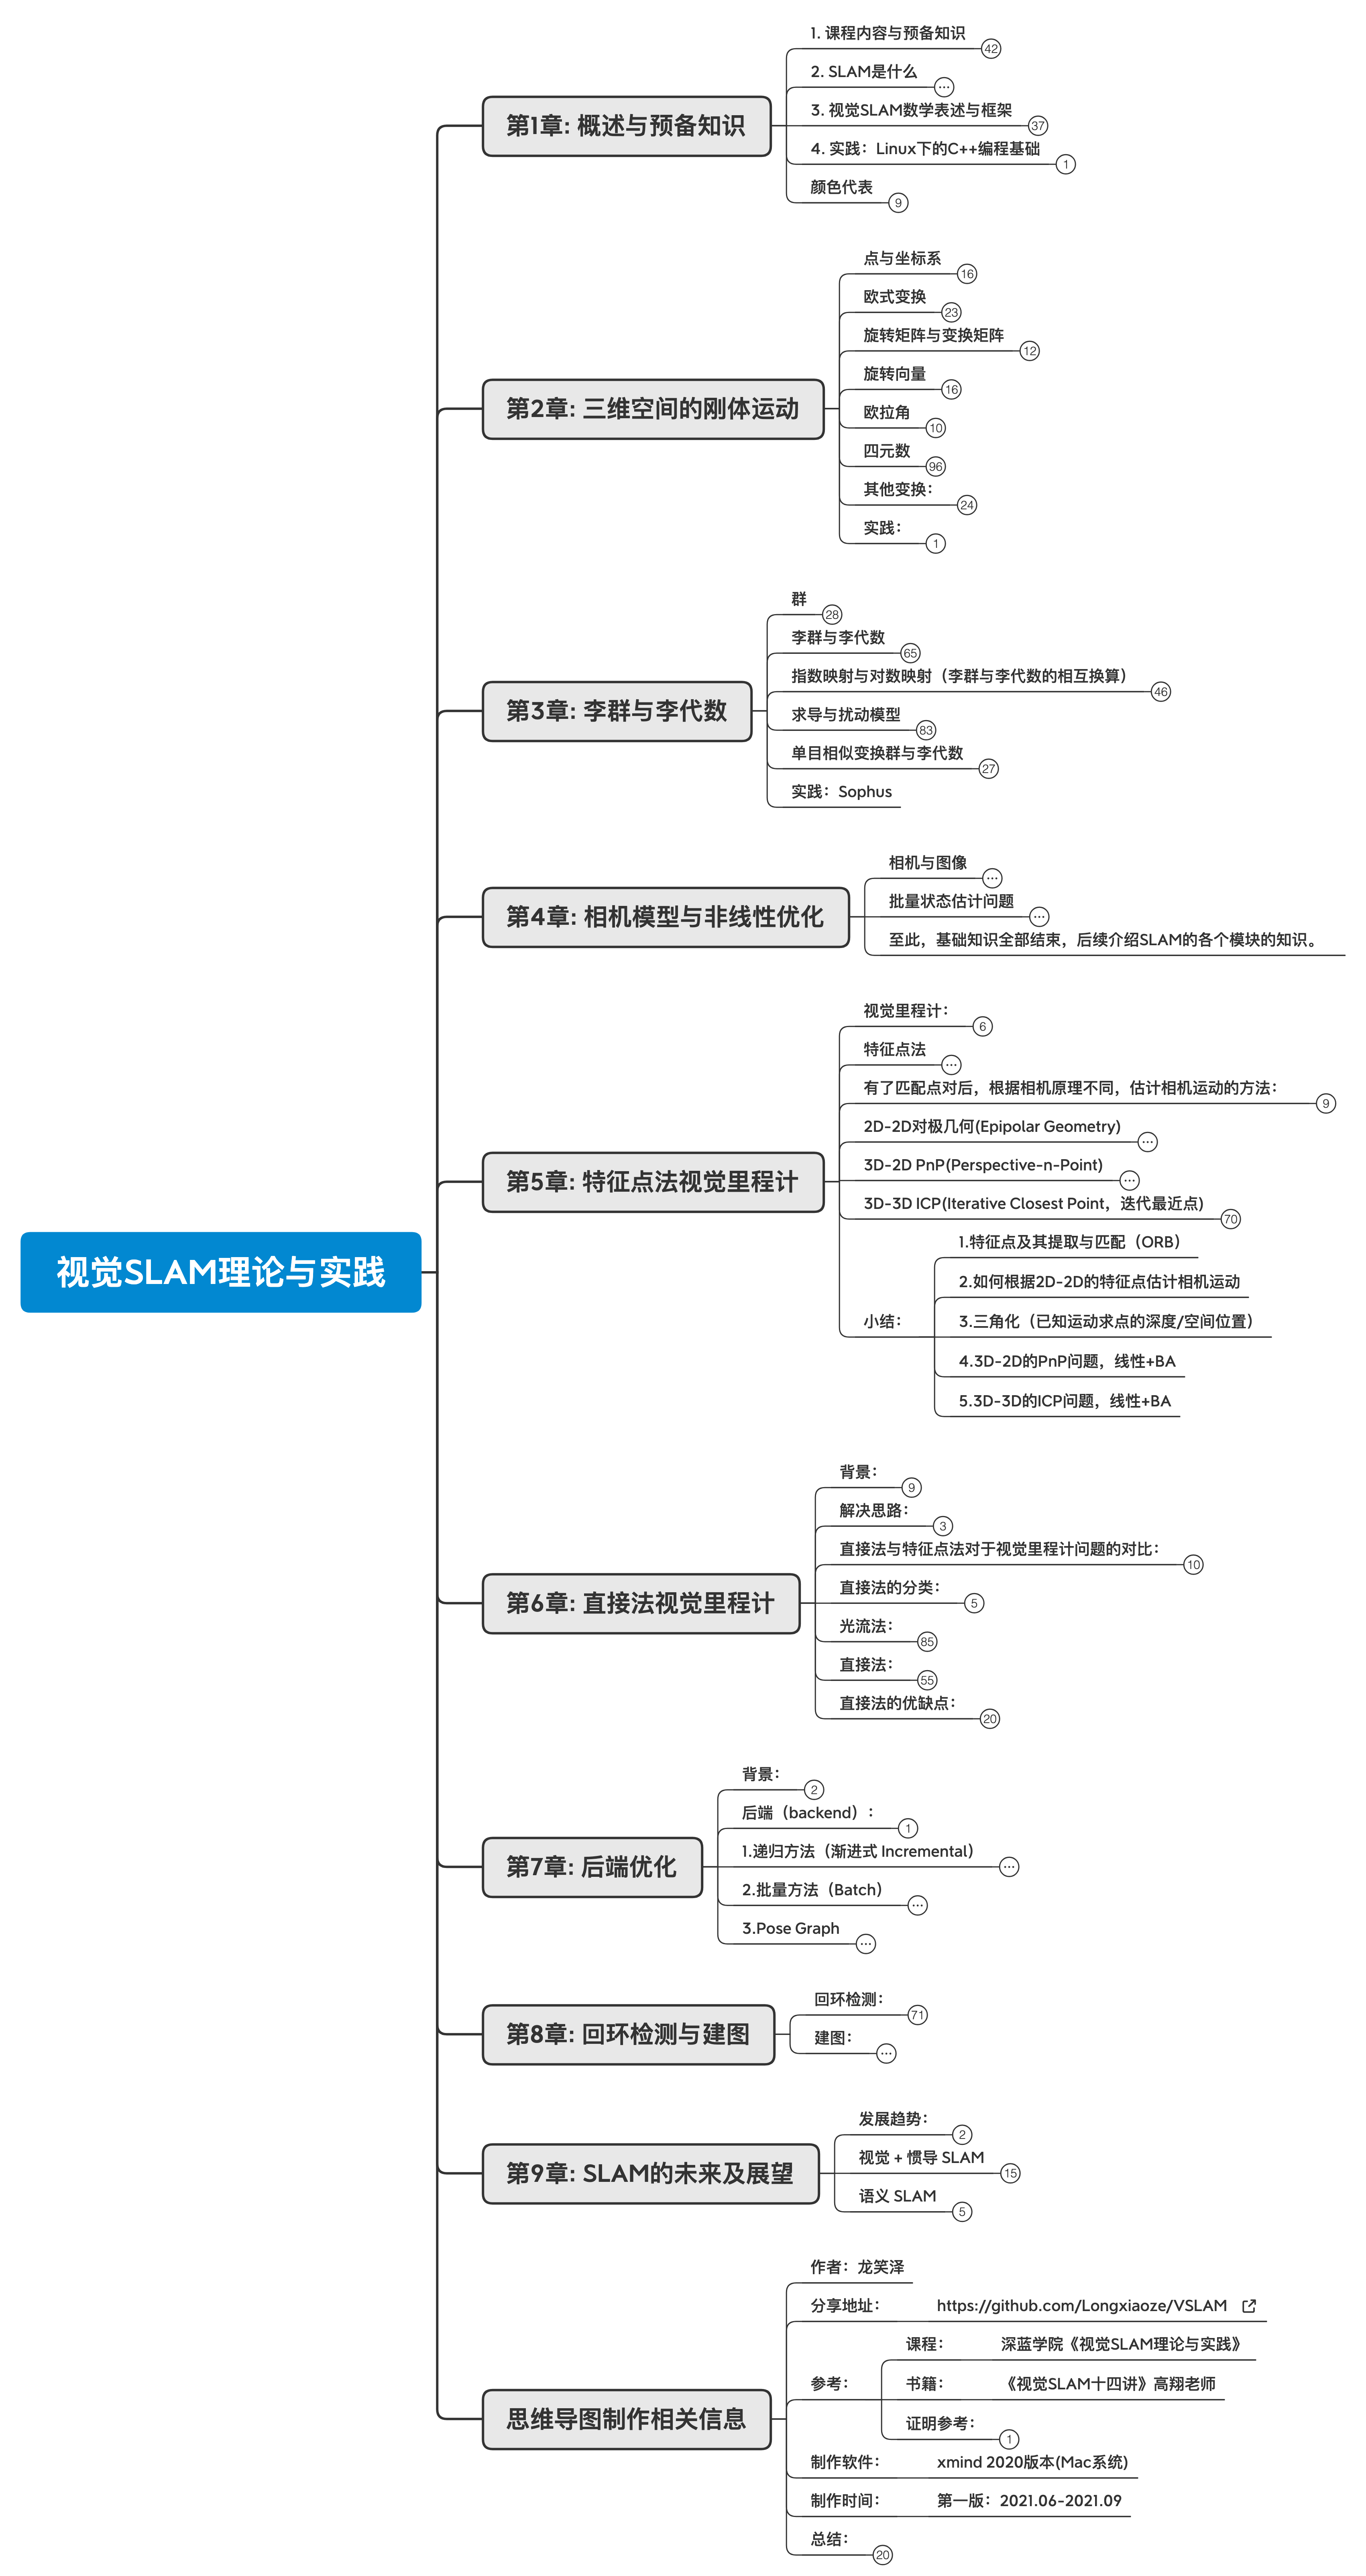 视觉SLAM理论与实践
第1章: 概述与预备知识
1. 课程内容与预备知识 42
2. SLAM是什么 ...
3. 视觉SLAM数学表述与框架 37
4. 实践：Linux下的C++编程基础 1
颜色代表 9
第2章: 三维空间的刚体运动
点与坐标系 16
欧式变换 23
旋转矩阵与变换矩阵 12
旋转向量 16
欧拉角 10
四元数 96
其他变换： 24
实践： 1
第3章: 李群与李代数
群 28
李群与李代数 65
指数映射与对数映射（李群与李代数的相互换算） 46
求导与扰动模型 83
单目相似变换群与李代数 27
实践：Sophus
第4章: 相机模型与非线性优化
相机与图像 ...
批量状态估计问题 ...
至此，基础知识全部结束，后续介绍SLAM的各个模块的知识。
第5章: 特征点法视觉里程计
视觉里程计： 6
特征点法 ...
有了匹配点对后，根据相机原理不同，估计相机运动的方法： 9
2D-2D对极几何(Epipolar Geometry) ...
3D-2D PnP(Perspective-n-Point) ...
3D-3D ICP(Iterative Closest Point，迭代最近点) 70
小结：
1.特征点及其提取与匹配（ORB）
2.如何根据2D-2D的特征点估计相机运动
3.三角化（已知运动求点的深度/空间位置）
4.3D-2D的PnP问题，线性+BA
5.3D-3D的ICP问题，线性+BA
第6章: 直接法视觉里程计
背景： 9
解决思路： 3
直接法与特征点法对于视觉里程计问题的对比： 10
直接法的分类： 5
光流法： 85
直接法： 55
直接法的优缺点： 20
第7章: 后端优化
背景： 2
后端（backend）： 1
1.递归方法（渐进式 Incremental） ...
2.批量方法（Batch） ...
3.Pose Graph ...
第8章: 回环检测与建图
回环检测： 71
建图： ...
第9章: SLAM的未来及展望
发展趋势： 2
视觉 + 惯导 SLAM 15
语义 SLAM 5
思维导图制作相关信息
作者：龙笑泽
分享地址： https://github.com/Longxiaoze/VSLAM
参考：
课程： 深蓝学院《视觉SLAM理论与实践》
书籍： 《视觉SLAM十四讲》高翔老师
证明参考： 1
制作软件： xmind 2020版本(Mac系统)
制作时间： 第一版：2021.06-2021.09
总结： 20